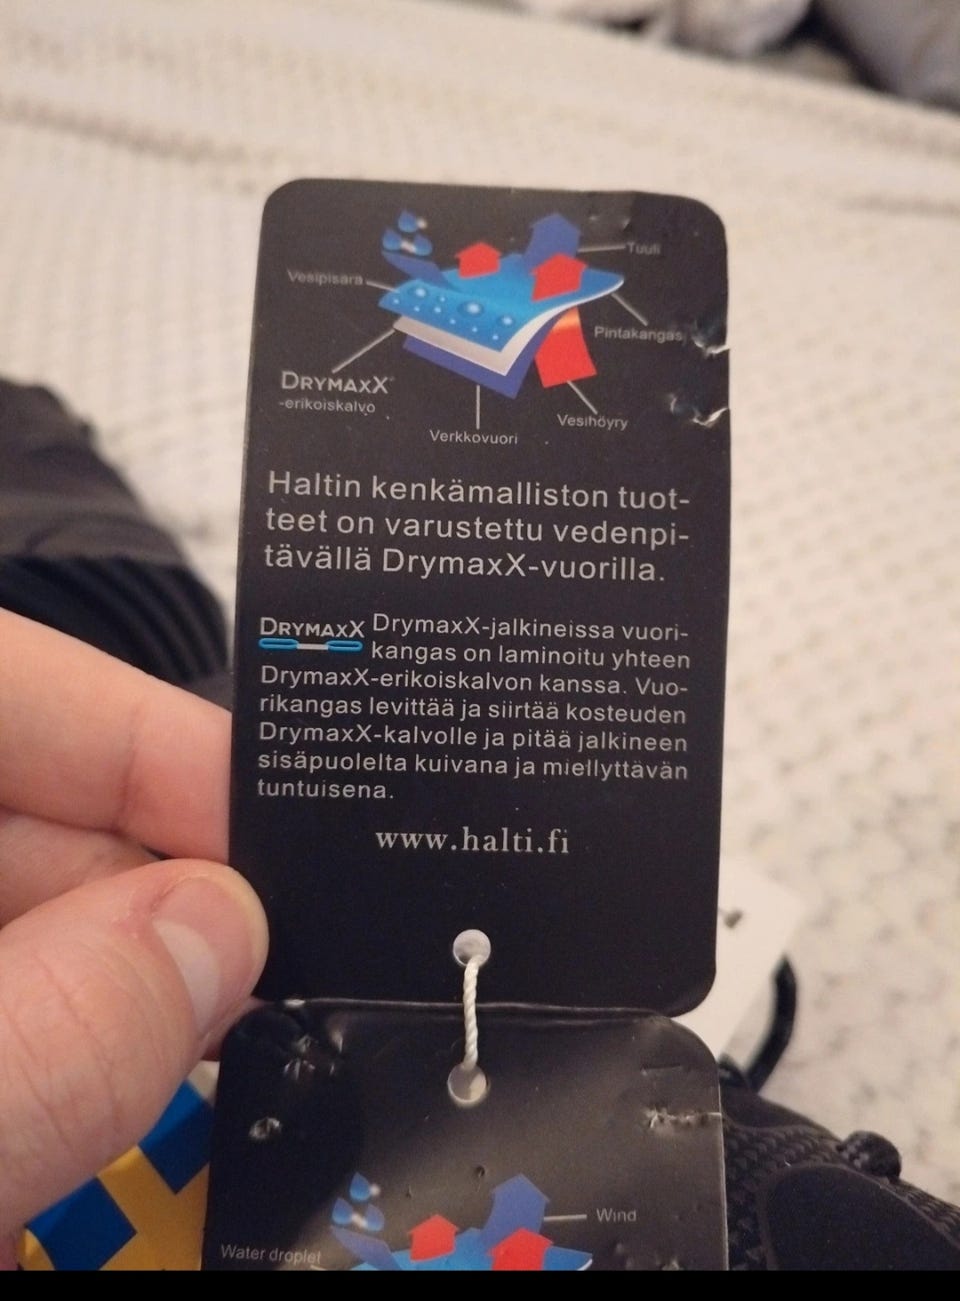 Tuuli
Vesipisara
Pintakangas
DRYMAXX®
-erikoiskalvo
Vesihöyry
Verkkovuori
Haltin kenkämalliston tuot-
teet on varustettu vedenpi-
tävällä DrymaxX-vuorilla.
DRYMAXX DrymaxX-jalkineissa vuori-
kangas on laminoitu yhteen
DrymaxX-erikoiskalvon kanssa. Vuo-
rikangas levittää ja siirtää kosteuden
DrymaxX-kalvolle ja pitää jalkineen
sisäpuolelta kuivana ja miellyttävän
tuntuisena.
www.halti.fi
Wind
Water droplet